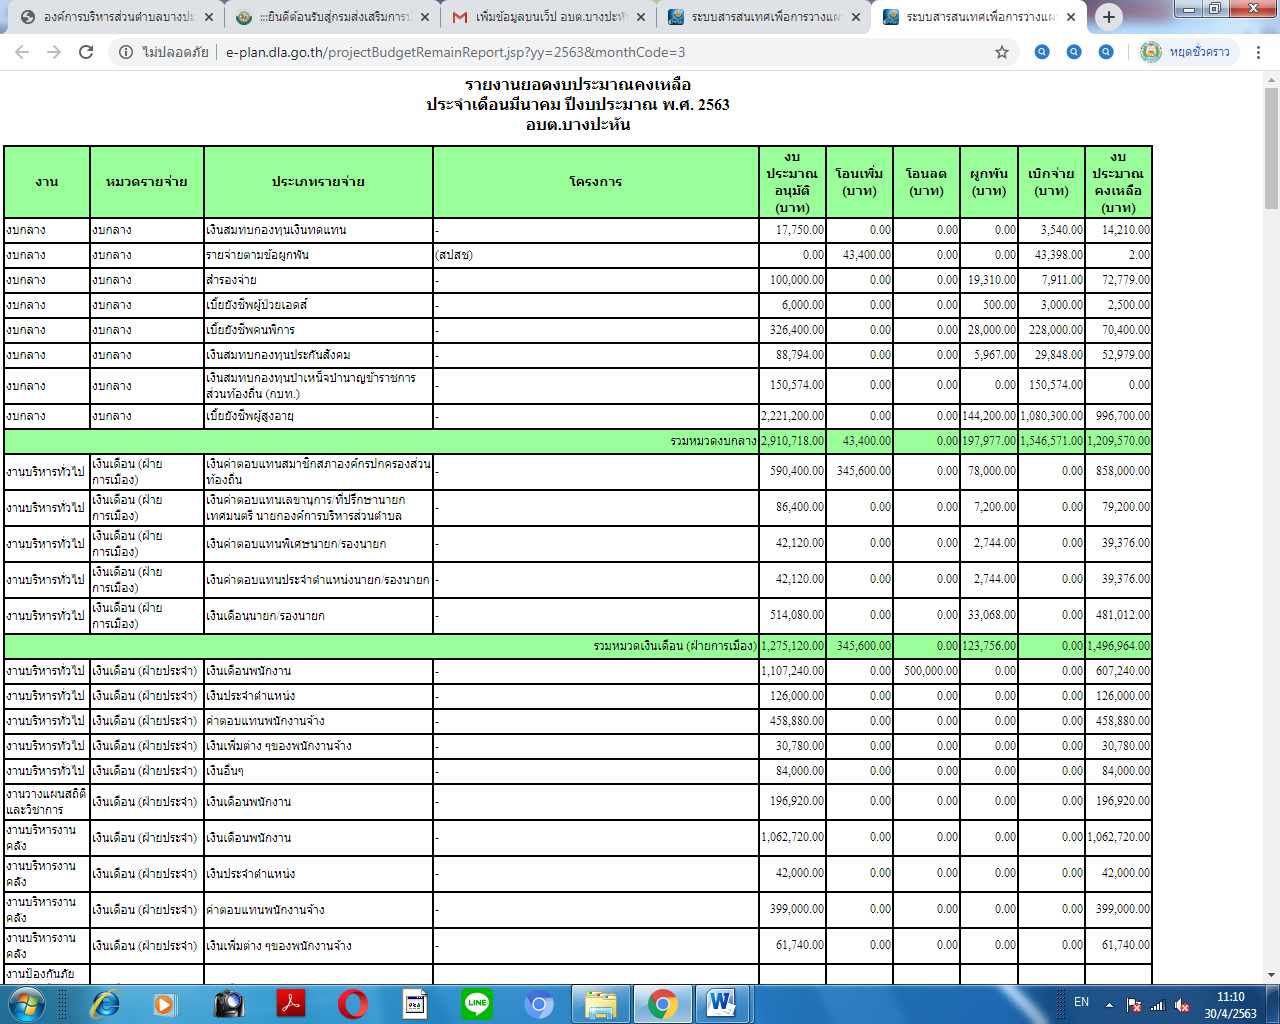 องค์การบริหารส่วนตำบลบางปะ
:::ยินดีต้อนรับสู่กรมส่งเสริมการป
เพิ่มข้อมูลบนเว็ป อบต.บางปะหั
ระบบสารสนเทศเพื่อการวางแผ
ระบบสารสนเทศเพื่อการวางแผ
ไม่ปลอดภัย e-plan.dla.go.th/projectBudgetRemainReport.jsp?yy=2563&monthCode=3 หยุดชั่วคราว
รายงานยอดงบประมาณคงเหลือ
ประจำเดือนมีนาคม ปีงบประมาณ พ.ศ. 2563
อบต.บางปะหัน
งาน หมวดรายจ่าย ประเภทรายจ่าย โครงการ งบประมาณอนุมัติ (บาท) โอนเพิ่ม (บาท) โอนลด (บาท) ผูกพัน (บาท) เบิกจ่าย (บาท) งบประมาณคงเหลือ (บาท)
งบกลาง งบกลาง เงินสมทบกองทุนเงินทดแทน - 17,750.00 0.00 0.00 0.00 3,540.00 14,210.00
งบกลาง งบกลาง รายจ่ายตามข้อผูกพัน (สปสช) 0.00 43,400.00 0.00 0.00 43,398.00 2.00
งบกลาง งบกลาง สำรองจ่าย - 100,000.00 0.00 0.00 19,310.00 7,911.00 72,779.00
งบกลาง งบกลาง เบี้ยยังชีพผู้ป่วยเอดส์ - 6,000.00 0.00 0.00 500.00 3,000.00 2,500.00
งบกลาง งบกลาง เบี้ยยังชีพคนพิการ - 326,400.00 0.00 0.00 28,000.00 228,000.00 70,400.00
งบกลาง งบกลาง เงินสมทบกองทุนประกันสังคม - 88,794.00 0.00 0.00 5,967.00 29,848.00 52,979.00
งบกลาง งบกลาง เงินสมทบกองทุนบำเหน็จบำนาญข้าราชการส่วนท้องถิ่น (กบท.) - 150,574.00 0.00 0.00 0.00 150,574.00 0.00
งบกลาง งบกลาง เบี้ยยังชีพผู้สูงอายุ - 2,221,200.00 0.00 0.00 144,200.00 1,080,300.00 996,700.00
รวมหมวดงบกลาง 2,910,718.00 43,400.00 0.00 197,977.00 1,546,571.00 1,209,570.00
งานบริหารทั่วไป เงินเดือน (ฝ่ายการเมือง) เงินค่าตอบแทนสมาชิกสภาองค์กรปกครองส่วนท้องถิ่น - 590,400.00 345,600.00 0.00 78,000.00 0.00 858,000.00
งานบริหารทั่วไป เงินเดือน (ฝ่ายการเมือง) เงินค่าตอบแทนเลขานุการ/ที่ปรึกษานายกเทศมนตรี นายกองค์การบริหารส่วนตำบล - 86,400.00 0.00 0.00 7,200.00 0.00 79,200.00
งานบริหารทั่วไป เงินเดือน (ฝ่ายการเมือง) เงินค่าตอบแทนพิเศษนายก/รองนายก - 42,120.00 0.00 0.00 2,744.00 0.00 39,376.00
งานบริหารทั่วไป เงินเดือน (ฝ่ายการเมือง) เงินค่าตอบแทนประจำตำแหน่งนายก/รองนายก - 42,120.00 0.00 0.00 2,744.00 0.00 39,376.00
งานบริหารทั่วไป เงินเดือน (ฝ่ายการเมือง) เงินเดือนนายก/รองนายก - 514,080.00 0.00 0.00 33,068.00 0.00 481,012.00
รวมหมวดเงินเดือน (ฝ่ายการเมือง) 1,275,120.00 345,600.00 0.00 123,756.00 0.00 1,496,964.00
งานบริหารทั่วไป เงินเดือน (ฝ่ายประจำ) เงินเดือนพนักงาน - 1,107,240.00 0.00 500,000.00 0.00 0.00 607,240.00
งานบริหารทั่วไป เงินเดือน (ฝ่ายประจำ) เงินประจำตำแหน่ง - 126,000.00 0.00 0.00 0.00 0.00 126,000.00
งานบริหารทั่วไป เงินเดือน (ฝ่ายประจำ) ค่าตอบแทนพนักงานจ้าง - 458,880.00 0.00 0.00 0.00 0.00 458,880.00
งานบริหารทั่วไป เงินเดือน (ฝ่ายประจำ) เงินเพิ่มต่าง ๆของพนักงานจ้าง - 30,780.00 0.00 0.00 0.00 0.00 30,780.00
งานบริหารทั่วไป เงินเดือน (ฝ่ายประจำ) เงินอื่นๆ - 84,000.00 0.00 0.00 0.00 0.00 84,000.00
งานวางแผนสถิติและวิชาการ เงินเดือน (ฝ่ายประจำ) เงินเดือนพนักงาน - 196,920.00 0.00 0.00 0.00 0.00 196,920.00
งานบริหารงานคลัง เงินเดือน (ฝ่ายประจำ) เงินเดือนพนักงาน - 1,062,720.00 0.00 0.00 0.00 0.00 1,062,720.00
งานบริหารงานคลัง เงินเดือน (ฝ่ายประจำ) เงินประจำตำแหน่ง - 42,000.00 0.00 0.00 0.00 0.00 42,000.00
งานบริหารงานคลัง เงินเดือน (ฝ่ายประจำ) ค่าตอบแทนพนักงานจ้าง - 399,000.00 0.00 0.00 0.00 0.00 399,000.00
งานบริหารงานคลัง เงินเดือน (ฝ่ายประจำ) เงินเพิ่มต่าง ๆของพนักงานจ้าง - 61,740.00 0.00 0.00 0.00 0.00 61,740.00
งานป้องกันภัย
LINE
EN 11:10
30/4/2563